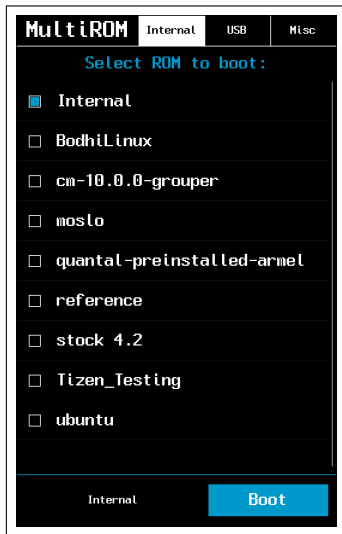 MultiROM Internal USB Misc
Select ROM to boot:
Internal
BodhiLinux
cm-10.0.0-grouper
moslo
quantal-preinstalled-armel
reference
stock 4.2
Tizen_Testing
ubuntu
Internal Boot